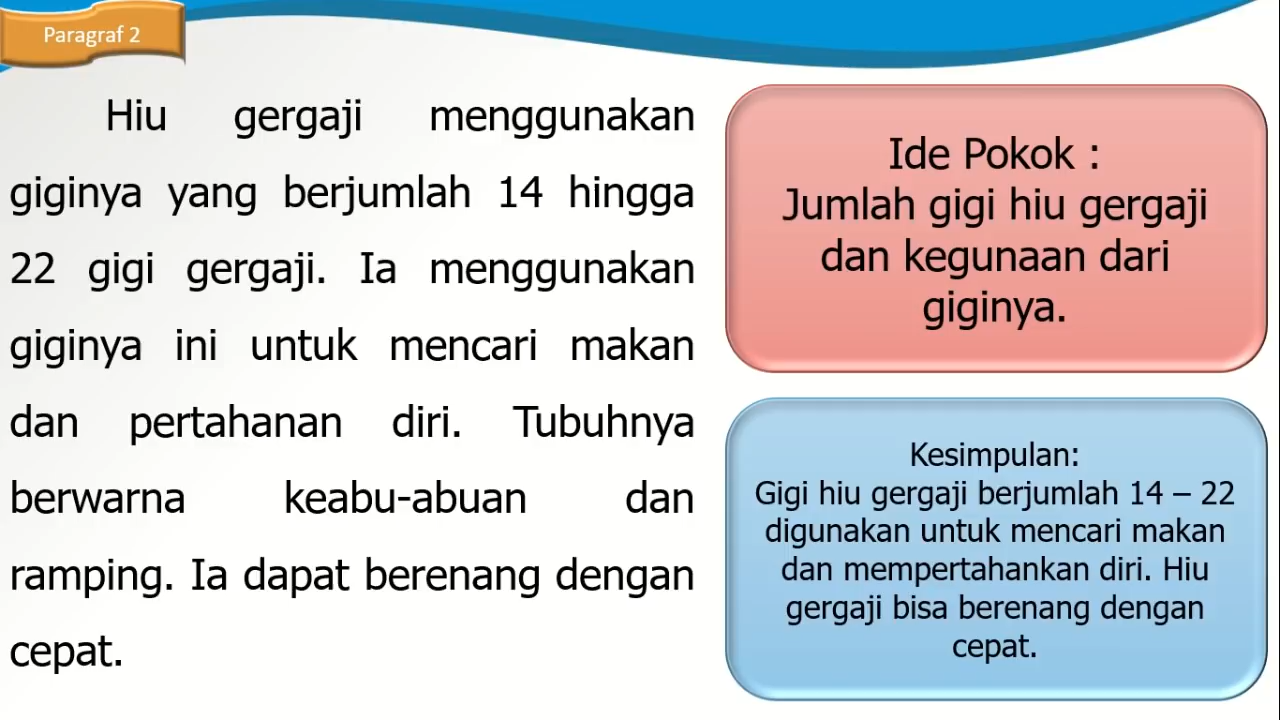 Paragraf 2
Hiu gergaji menggunakan
giginya yang berjumlah 14 hingga
22 gigi gergaji. Ia menggunakan
giginya ini untuk mencari makan
dan pertahanan diri. Tubuhnya
berwarna keabu-abuan dan
ramping. Ia dapat berenang dengan
cepat.
Ide Pokok :
Jumlah gigi hiu gergaji
dan kegunaan dari
giginya.
Kesimpulan:
Gigi hiu gergaji berjumlah 14 – 22
digunakan untuk mencari makan
dan mempertahankan diri. Hiu
gergaji bisa berenang dengan
cepat.